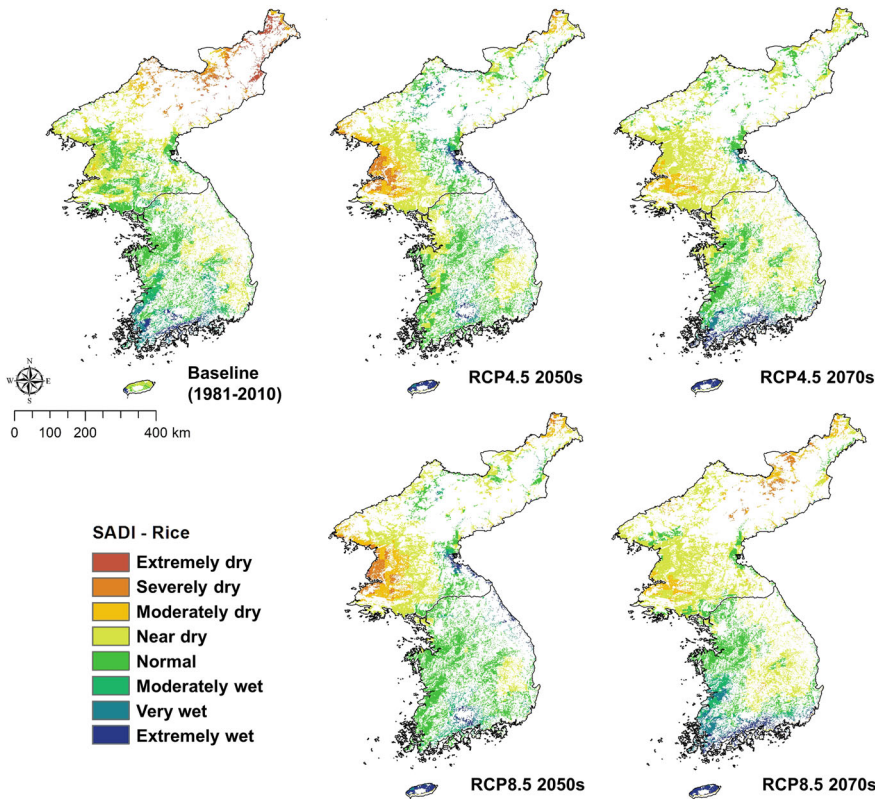 Baseline
(1981-2010)
RCP4.5 2050s
RCP4.5 2070s
N
W E
S
0 100 200 400 km
SADI - Rice
Extremely dry
Severely dry
Moderately dry
Near dry
Normal
Moderately wet
Very wet
Extremely wet
RCP8.5 2050s
RCP8.5 2070s